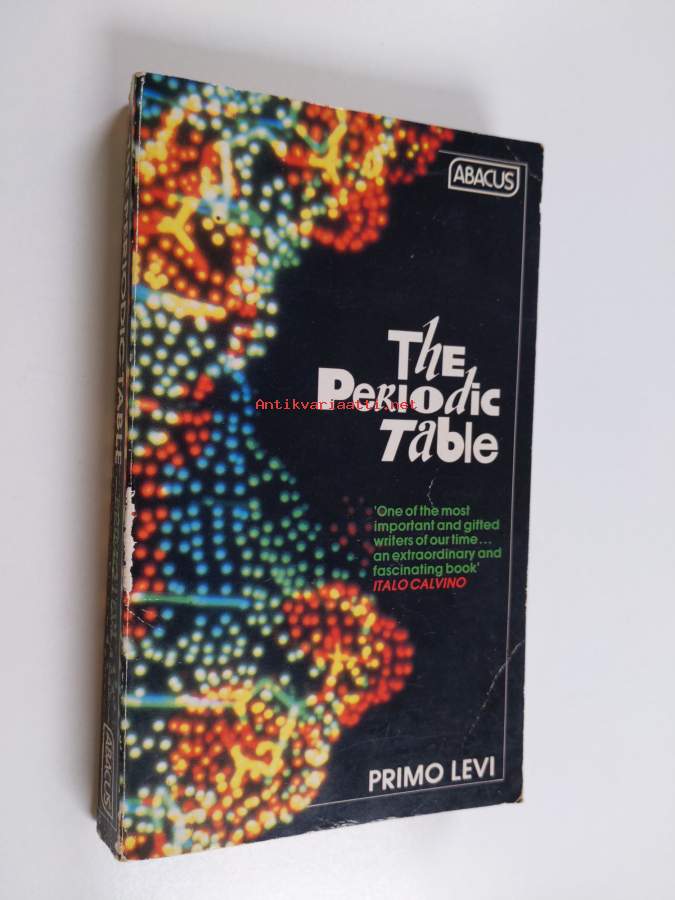 ABACUS
The
Periodic
Antikvariaatti.net
Table
'One of the most
important and gifted
writers of our time...
an extraordinary and
fascinating book'
ITALO CALVINO
PRIMO LEVI
PERIODIC TABLE
ABACUS